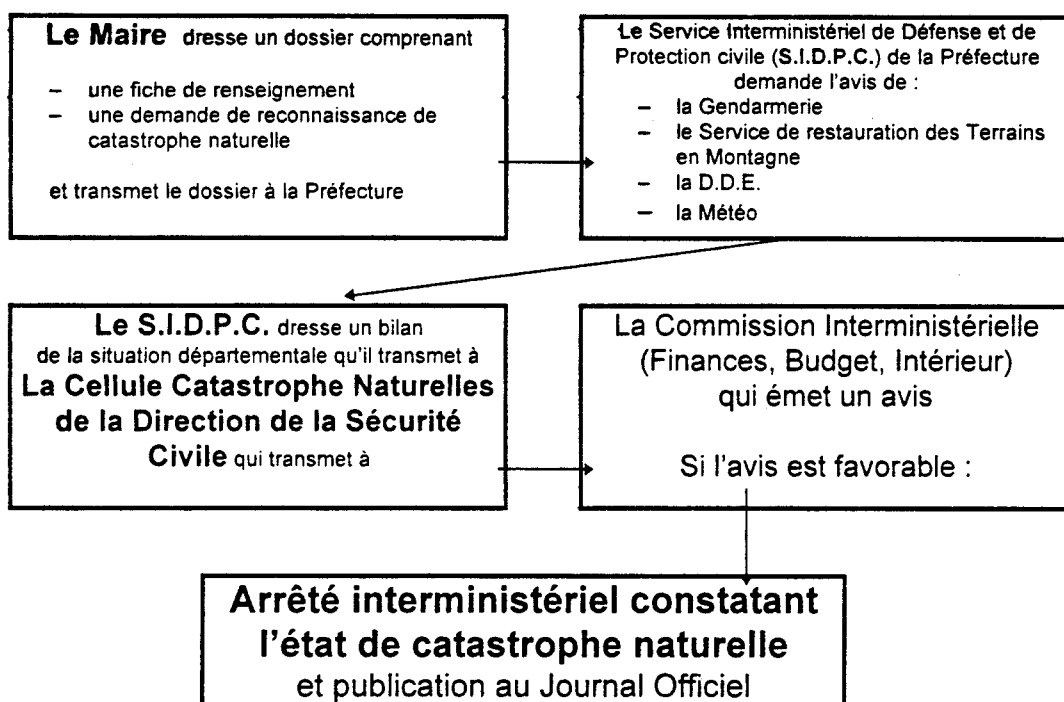 Le Maire dresse un dossier comprenant
– une fiche de renseignement
– une demande de reconnaissance de
catastrophe naturelle
et transmet le dossier à la Préfecture
Le Service Interministériel de Défense et de
Protection civile (S.I.D.P.C.) de la Préfecture
demande l'avis de :
– la Gendarmerie
– le Service de restauration des Terrains
en Montagne
– la D.D.E.
– la Météo
Le S.I.D.P.C. dresse un bilan
de la situation départementale qu'il transmet à
La Cellule Catastrophe Naturelles
de la Direction de la Sécurité
Civile qui transmet à
La Commission Interministérielle
(Finances, Budget, Intérieur)
qui émet un avis
Si l'avis est favorable :
Arrêté interministériel constatant
l'état de catastrophe naturelle
et publication au Journal Officiel